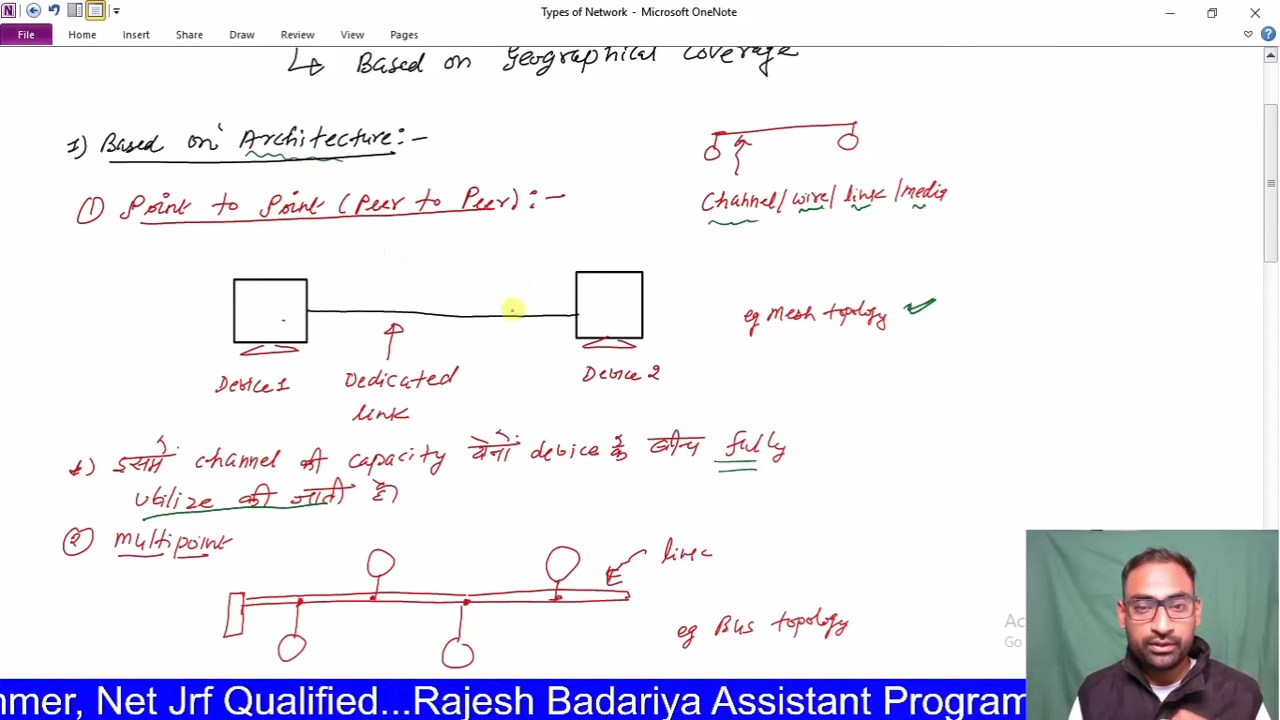 Types of Network - Microsoft OneNote
File Home Insert Share Draw Review View Pages
↳ Based on Geographical coverage
1) Based on Architecture:-
① Point to Point (Peer to Peer):-
Channel/wire/link/media
eg Mesh topology ✓
Device 1
Dedicated
link
Device 2
*) इसमें channel की capacity दोनों device के बीच fully
utilize की जाती है।
② multipoint
link
eg Bus topology
Ac
Go
mmer, Net Jrf Qualified...Rajesh Badariya Assistant Program